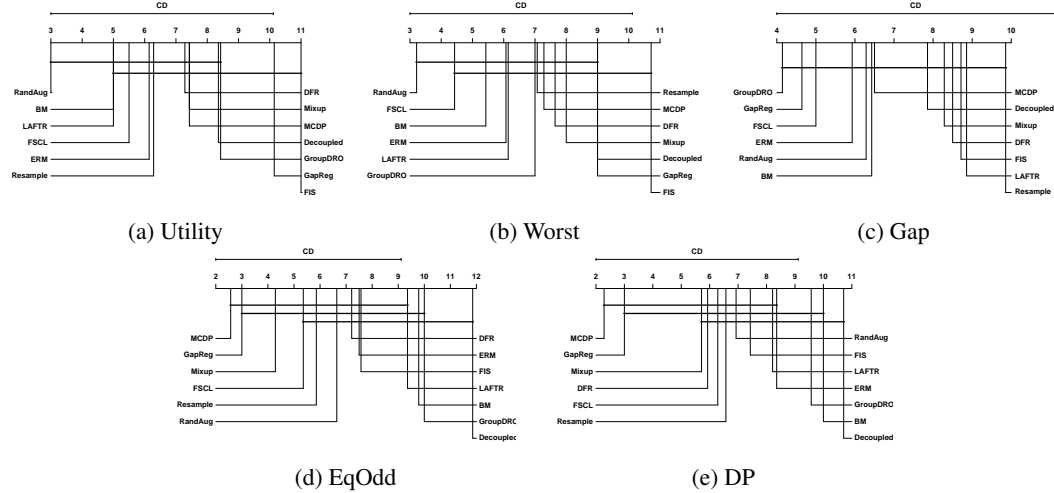 CD
3 4 5 6 7 8 9 10 11
RandAug
BM
LAFTR
FSCL
ERM
Resample
DFR
Mixup
MCDP
Decoupled
GroupDRO
GapReg
FIS
(a) Utility
CD
3 4 5 6 7 8 9 10 11
RandAug
FSCL
BM
ERM
LAFTR
GroupDRO
Resample
MCDP
DFR
Mixup
Decoupled
GapReg
FIS
(b) Worst
CD
4 5 6 7 8 9 10
GroupDRO
GapReg
FSCL
ERM
RandAug
BM
MCDP
Decoupled
Mixup
DFR
FIS
LAFTR
Resample
(c) Gap
CD
2 3 4 5 6 7 8 9 10 11 12
MCDP
GapReg
Mixup
FSCL
Resample
RandAug
DFR
ERM
FIS
LAFTR
BM
GroupDRO
Decoupled
(d) EqOdd
CD
2 3 4 5 6 7 8 9 10 11
MCDP
GapReg
Mixup
DFR
FSCL
Resample
RandAug
FIS
LAFTR
ERM
GroupDRO
BM
Decoupled
(e) DP